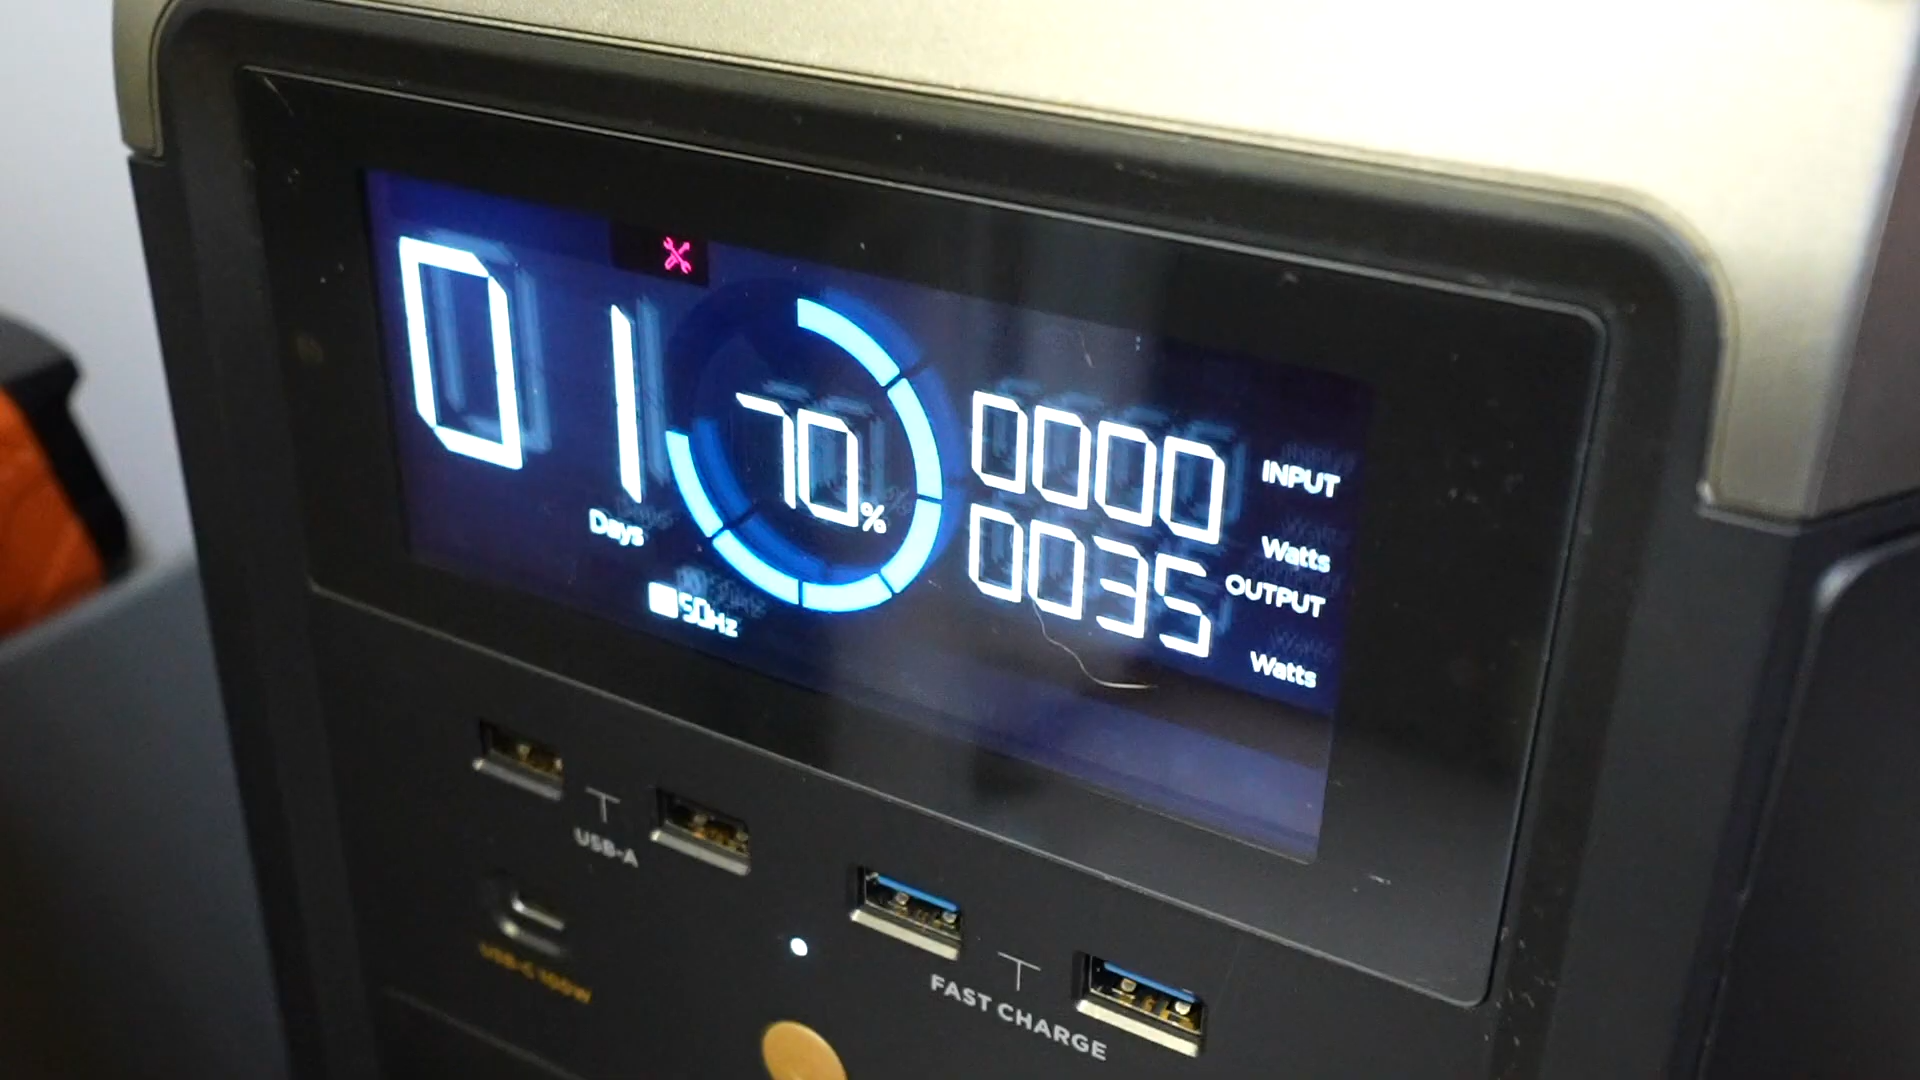 01
Days
70%
50Hz
0000 INPUT
Watts
0035 OUTPUT
Watts
USB-A
USB-C 100W
FAST CHARGE